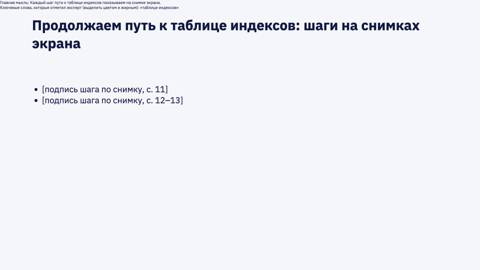 Главная мысль: Каждый шаг пути к таблице индексов показываем на снимке экрана.
Ключевые слова, которые отметил эксперт (выделить цветом и жирным): «таблице индексов»
Продолжаем путь к таблице индексов: шаги на снимках
экрана
• [подпись шага по снимку, с. 11]
• [подпись шага по снимку, с. 12–13]